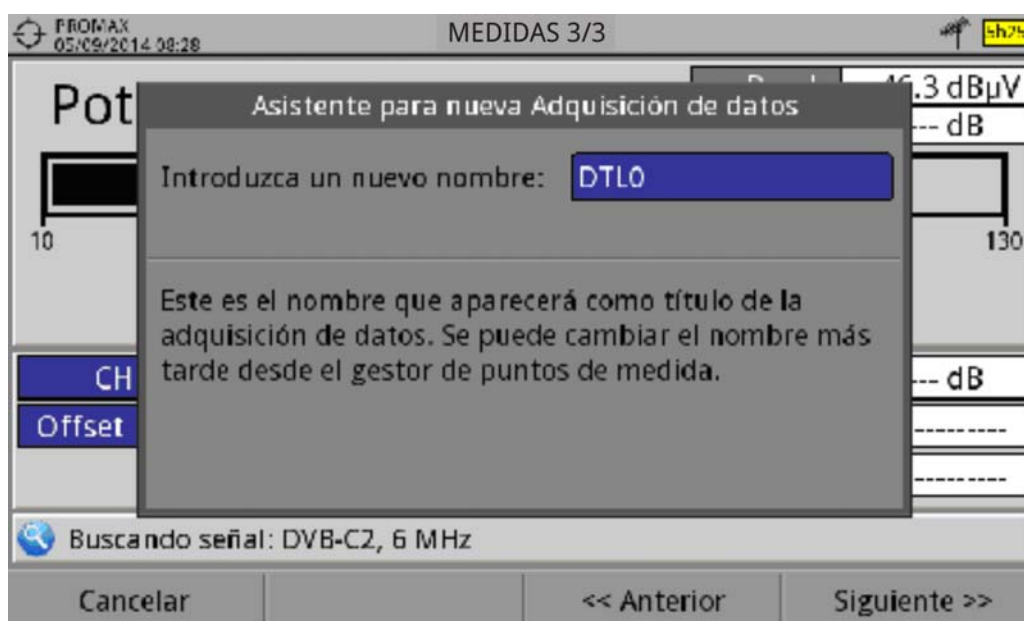 PROMAX
05/09/2014 08:28
MEDIDAS 3/3
5h25
Pot
.3 dBµV
--- dB
Asistente para nueva Adquisición de datos
Introduzca un nuevo nombre: DTL0
10
130
Este es el nombre que aparecerá como título de la
adquisición de datos. Se puede cambiar el nombre más
tarde desde el gestor de puntos de medida.
CH
--- dB
Offset
---------
---------
Buscando señal: DVB-C2, 6 MHz
Cancelar
<< Anterior
Siguiente >>